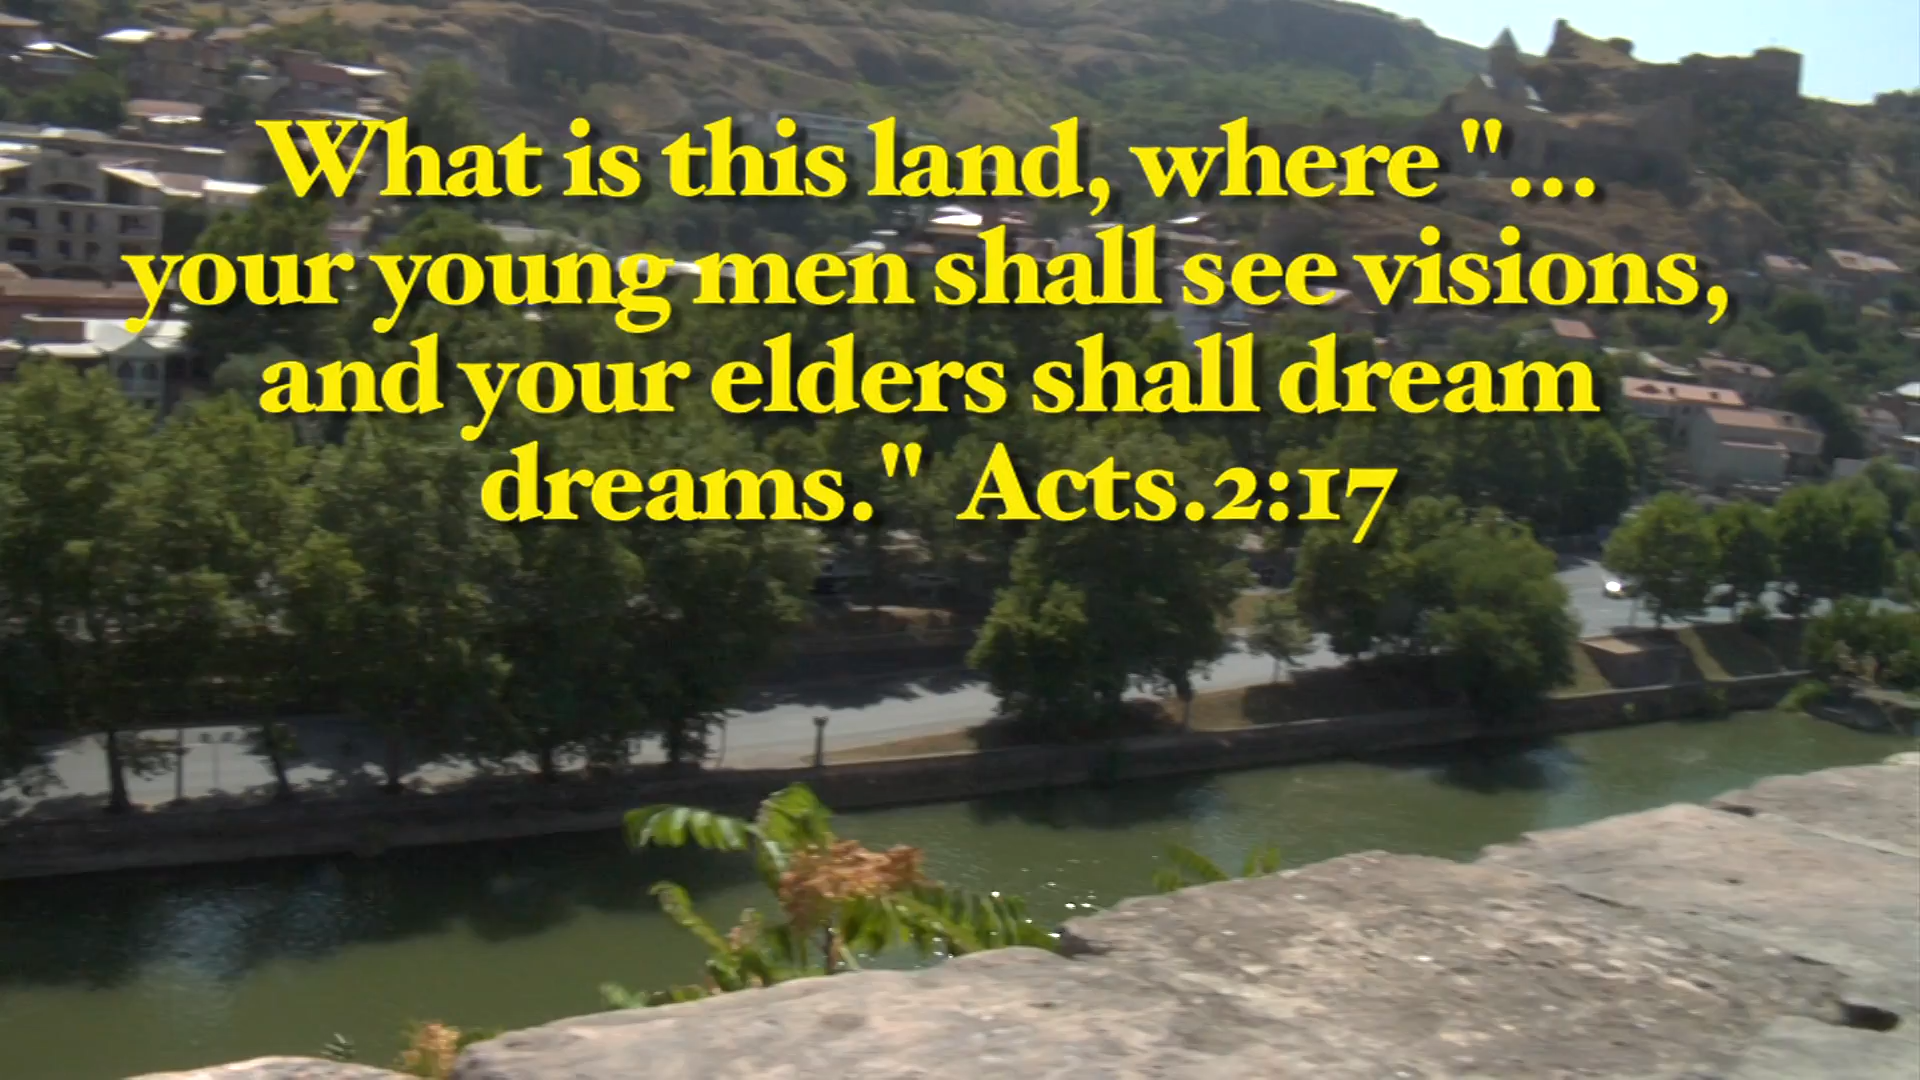 What is this land, where "...
your young men shall see visions,
and your elders shall dream
dreams." Acts.2:17